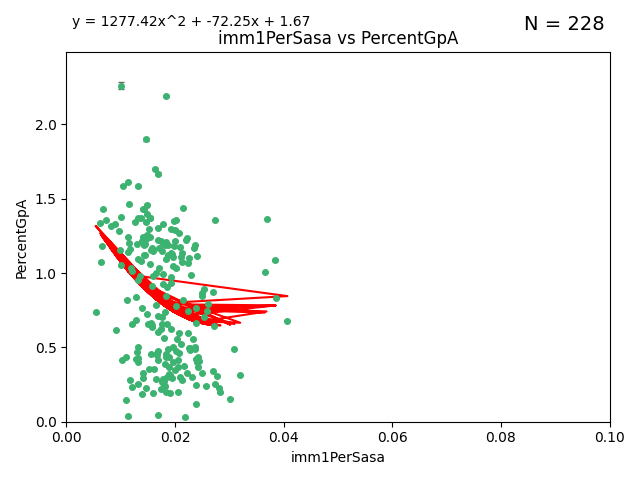 y = 1277.42x^2 + -72.25x + 1.67
N = 228
imm1PerSasa vs PercentGpA
PercentGpA
2.0
1.5
1.0
0.5
0.0
0.00 0.02 0.04 0.06 0.08 0.10
imm1PerSasa